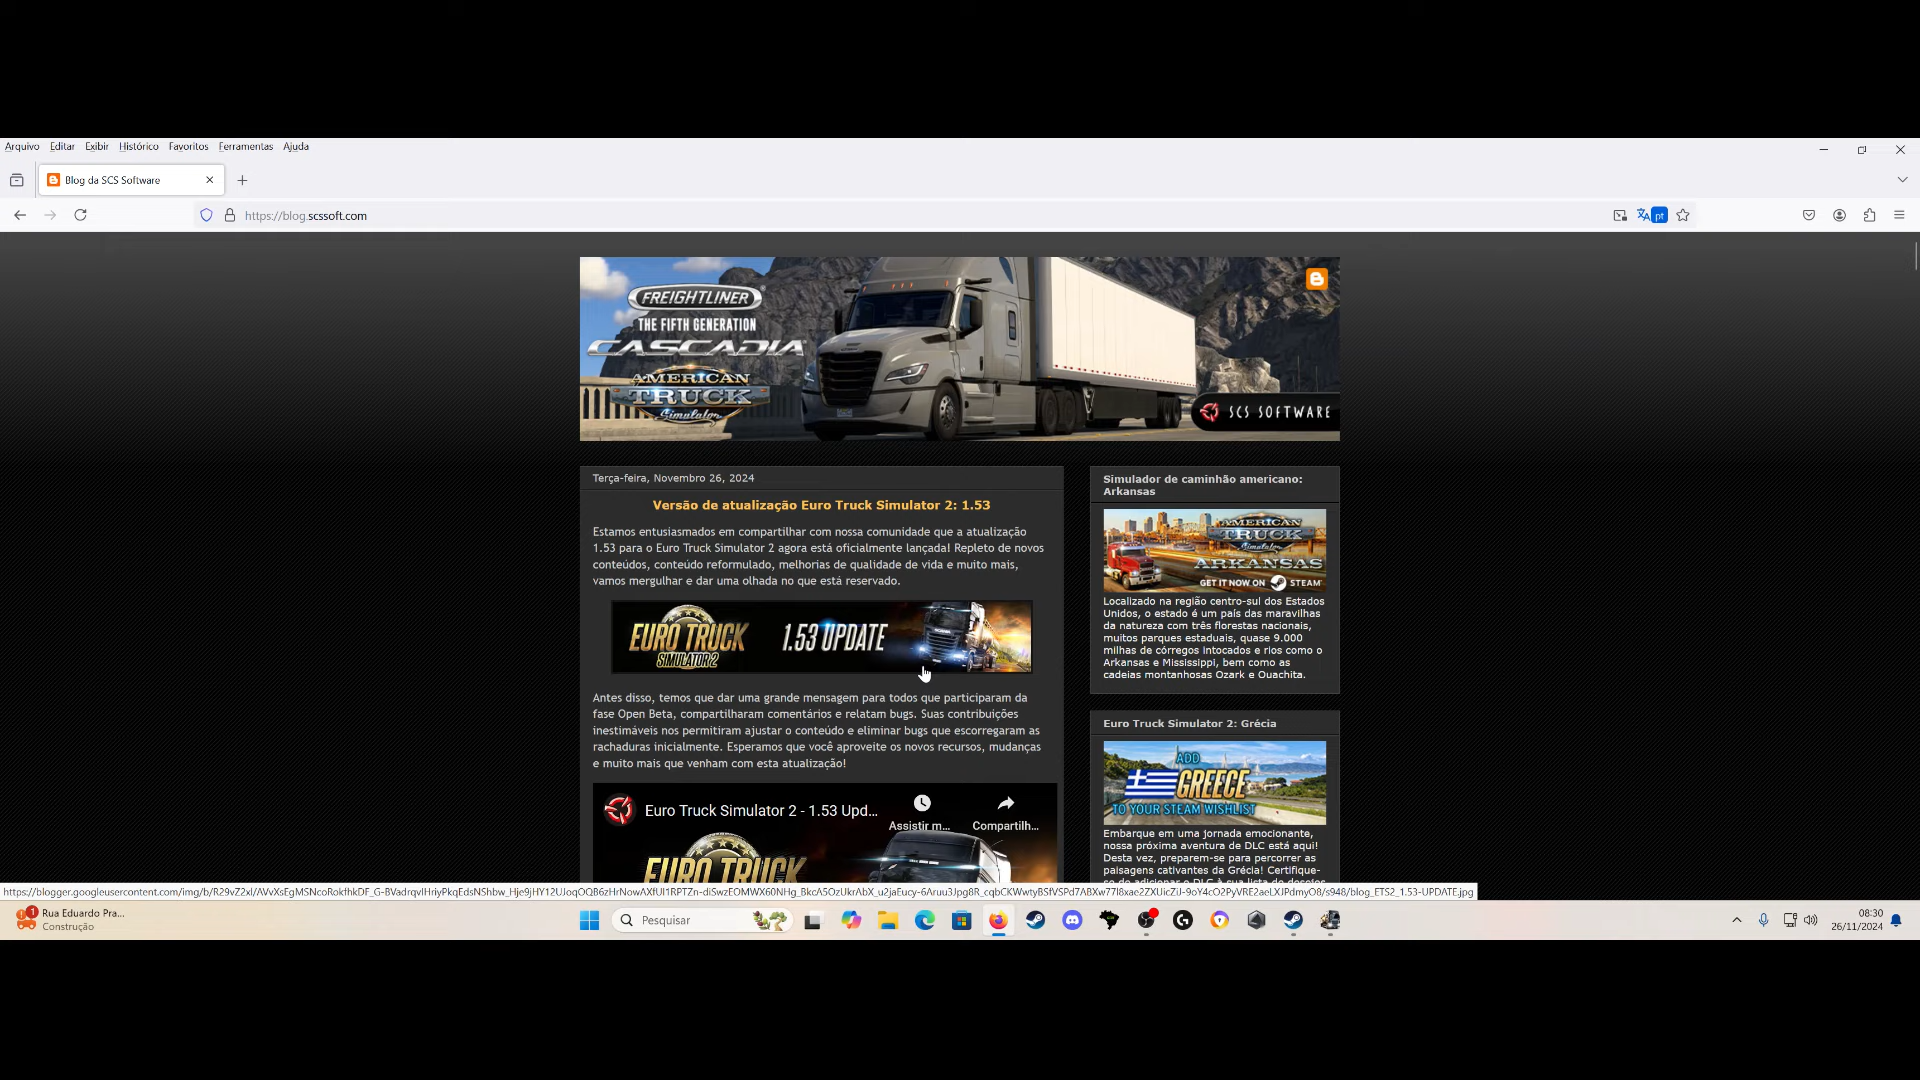 Arquivo Editar Exibir Histórico Favoritos Ferramentas Ajuda
Blog da SCS Software
https://blog.scssoft.com
pt
FREIGHTLINER
THE FIFTH GENERATION
CASCADIA
AMERICAN
TRUCK
Simulator
SCS SOFTWARE
Terça-feira, Novembro 26, 2024
Versão de atualização Euro Truck Simulator 2: 1.53
Estamos entusiasmados em compartilhar com nossa comunidade que a atualização
1.53 para o Euro Truck Simulator 2 agora está oficialmente lançada! Repleto de novos
conteúdos, conteúdo reformulado, melhorias de qualidade de vida e muito mais,
vamos mergulhar e dar uma olhada no que está reservado.
EURO TRUCK
SIMULATOR 2
1.53 UPDATE
Antes disso, temos que dar uma grande mensagem para todos que participaram da
fase Open Beta, compartilharam comentários e relatam bugs. Suas contribuições
inestimáveis nos permitiram ajustar o conteúdo e eliminar bugs que escorregaram as
rachaduras inicialmente. Esperamos que você aproveite os novos recursos, mudanças
e muito mais que venham com esta atualização!
Euro Truck Simulator 2 - 1.53 Upd...
Assistir m...
Compartilh...
EURO TRUCK
Simulador de caminhão americano:
Arkansas
AMERICAN
TRUCK
Simulator
ARKANSAS
GET IT NOW ON STEAM
Localizado na região centro-sul dos Estados
Unidos, o estado é um país das maravilhas
da natureza com três florestas nacionais,
muitos parques estaduais, quase 9.000
milhas de córregos intocados e rios como o
Arkansas e Mississippi, bem como as
cadeias montanhosas Ozark e Ouachita.
Euro Truck Simulator 2: Grécia
ADD
GREECE
TO YOUR STEAM WISHLIST
Embarque em uma jornada emocionante,
nossa próxima aventura de DLC está aqui!
Desta vez, preparem-se para percorrer as
paisagens cativantes da Grécia! Certifique-
se de adicionar o DLC à sua lista de desejos
1
Rua Eduardo Pra...
Construção
Pesquisar
08:30
26/11/2024